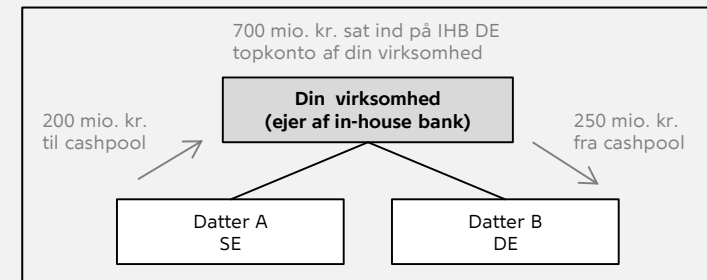 700 mio. kr. sat ind på IHB DE
topkonto af din virksomhed
Din virksomhed
(ejer af in-house bank)
200 mio. kr.
til cashpool
250 mio. kr.
fra cashpool
Datter A
SE
Datter B
DE